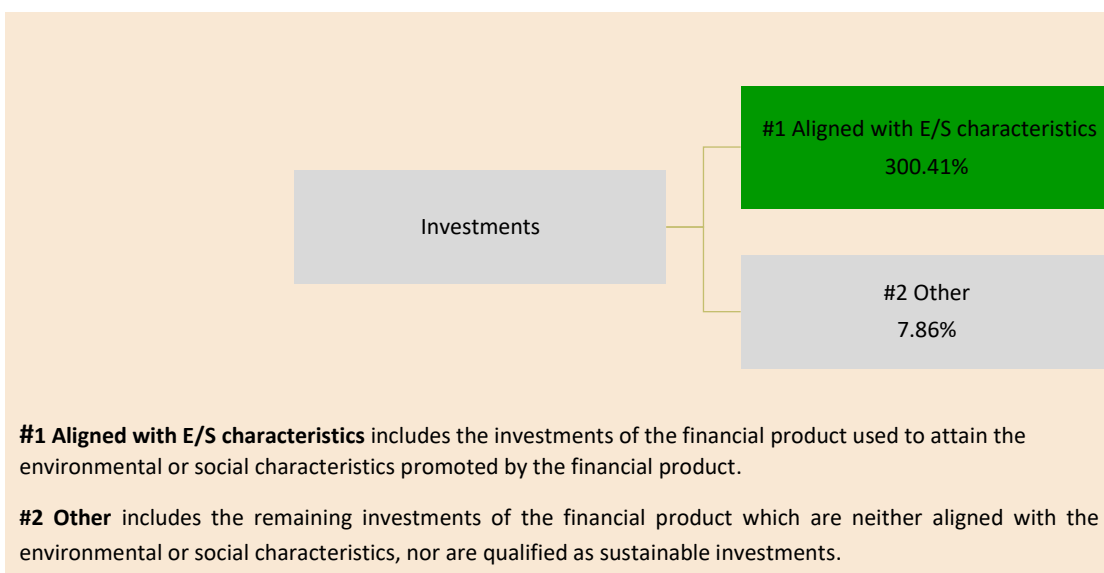 #1 Aligned with E/S characteristics
300.41%
Investments
#2 Other
7.86%
#1 Aligned with E/S characteristics includes the investments of the financial product used to attain the
environmental or social characteristics promoted by the financial product.
#2 Other includes the remaining investments of the financial product which are neither aligned with the
environmental or social characteristics, nor are qualified as sustainable investments.